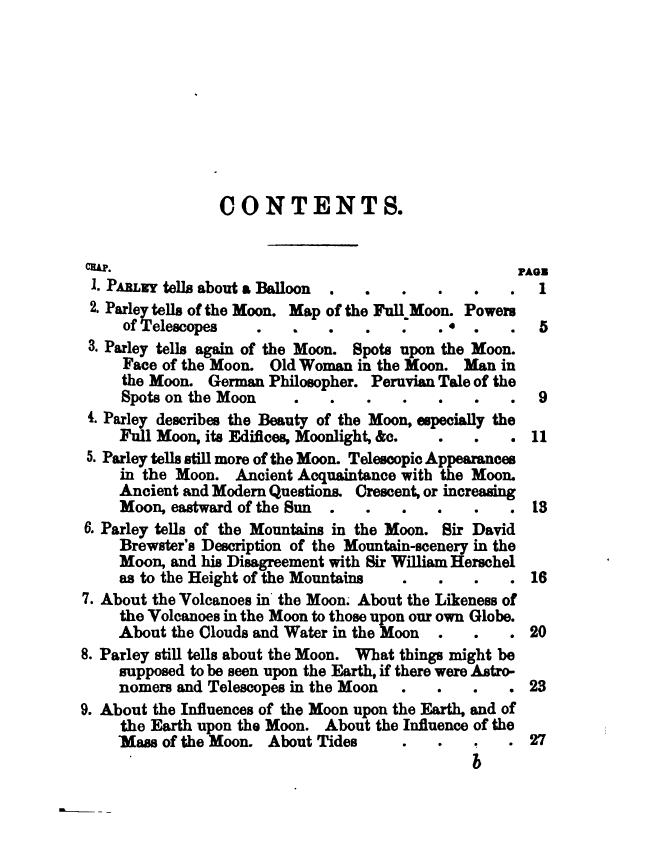 CONTENTS.
CHAP.
PAGE
1. PARLEY tells about a Balloon . . . . . . 1
2. Parley tells of the Moon. Map of the Full Moon. Powers
of Telescopes . . . . . . . . 5
3. Parley tells again of the Moon. Spots upon the Moon.
Face of the Moon. Old Woman in the Moon. Man in
the Moon. German Philosopher. Peruvian Tale of the
Spots on the Moon . . . . . . . 9
4. Parley describes the Beauty of the Moon, especially the
Full Moon, its Edifices, Moonlight, &c. . . . 11
5. Parley tells still more of the Moon. Telescopic Appearances
in the Moon. Ancient Acquaintance with the Moon.
Ancient and Modern Questions. Crescent, or increasing
Moon, eastward of the Sun . . . . . . 13
6. Parley tells of the Mountains in the Moon. Sir David
Brewster's Description of the Mountain-scenery in the
Moon, and his Disagreement with Sir William Herschel
as to the Height of the Mountains . . . . 16
7. About the Volcanoes in the Moon. About the Likeness of
the Volcanoes in the Moon to those upon our own Globe.
About the Clouds and Water in the Moon . . . 20
8. Parley still tells about the Moon. What things might be
supposed to be seen upon the Earth, if there were Astro-
nomers and Telescopes in the Moon . . . . 23
9. About the Influences of the Moon upon the Earth, and of
the Earth upon the Moon. About the Influence of the
Mass of the Moon. About Tides . . . . 27
b